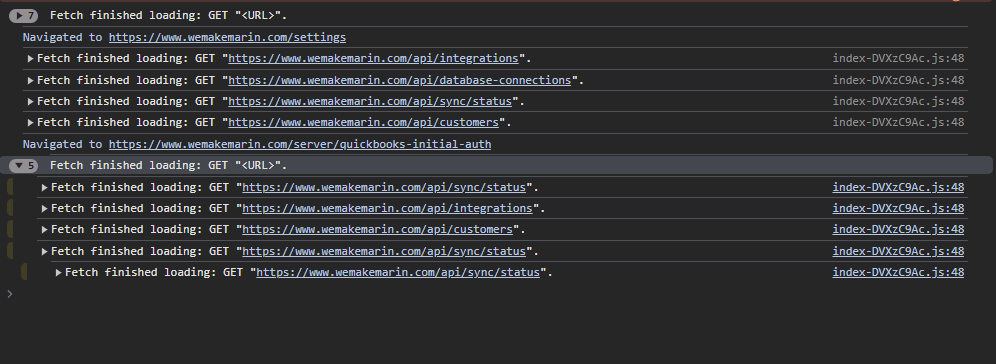 7 Fetch finished loading: GET "<URL>".
Navigated to https://www.wemakemarin.com/settings
Fetch finished loading: GET "https://www.wemakemarin.com/api/integrations". index-DVXzC9Ac.js:48
Fetch finished loading: GET "https://www.wemakemarin.com/api/database-connections". index-DVXzC9Ac.js:48
Fetch finished loading: GET "https://www.wemakemarin.com/api/sync/status". index-DVXzC9Ac.js:48
Fetch finished loading: GET "https://www.wemakemarin.com/api/customers". index-DVXzC9Ac.js:48
Navigated to https://www.wemakemarin.com/server/quickbooks-initial-auth
5 Fetch finished loading: GET "<URL>".
Fetch finished loading: GET "https://www.wemakemarin.com/api/sync/status". index-DVXzC9Ac.js:48
Fetch finished loading: GET "https://www.wemakemarin.com/api/integrations". index-DVXzC9Ac.js:48
Fetch finished loading: GET "https://www.wemakemarin.com/api/customers". index-DVXzC9Ac.js:48
Fetch finished loading: GET "https://www.wemakemarin.com/api/sync/status". index-DVXzC9Ac.js:48
Fetch finished loading: GET "https://www.wemakemarin.com/api/sync/status". index-DVXzC9Ac.js:48